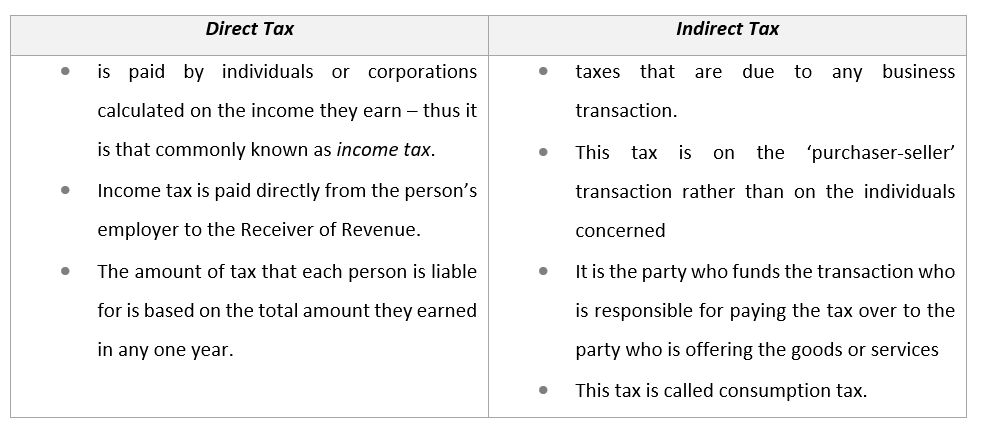 Direct Tax
is paid by individuals or corporations
calculated on the income they earn – thus it
is that commonly known as income tax.
Income tax is paid directly from the person’s
employer to the Receiver of Revenue.
The amount of tax that each person is liable
for is based on the total amount they earned
in any one year.
Indirect Tax
taxes that are due to any business
transaction.
This tax is on the ‘purchaser-seller’
transaction rather than on the individuals
concerned
It is the party who funds the transaction who
is responsible for paying the tax over to the
party who is offering the goods or services
This tax is called consumption tax.